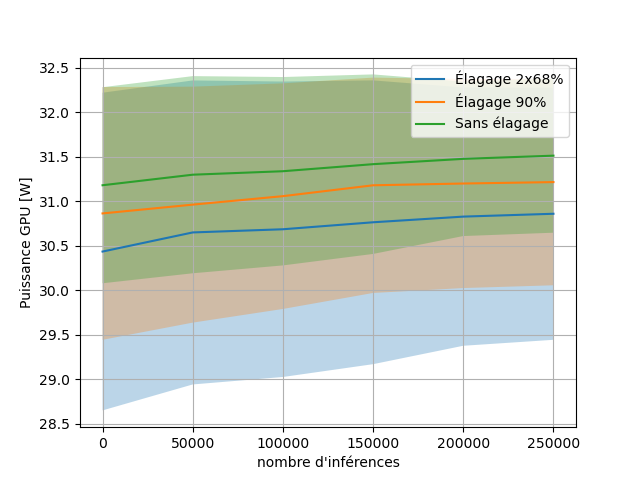 32.5
32.0
31.5
31.0
30.5
30.0
29.5
29.0
28.5
Puissance GPU [W]
Élagage 2x68%
Élagage 90%
Sans élagage
0 50000 100000 150000 200000 250000
nombre d'inférences